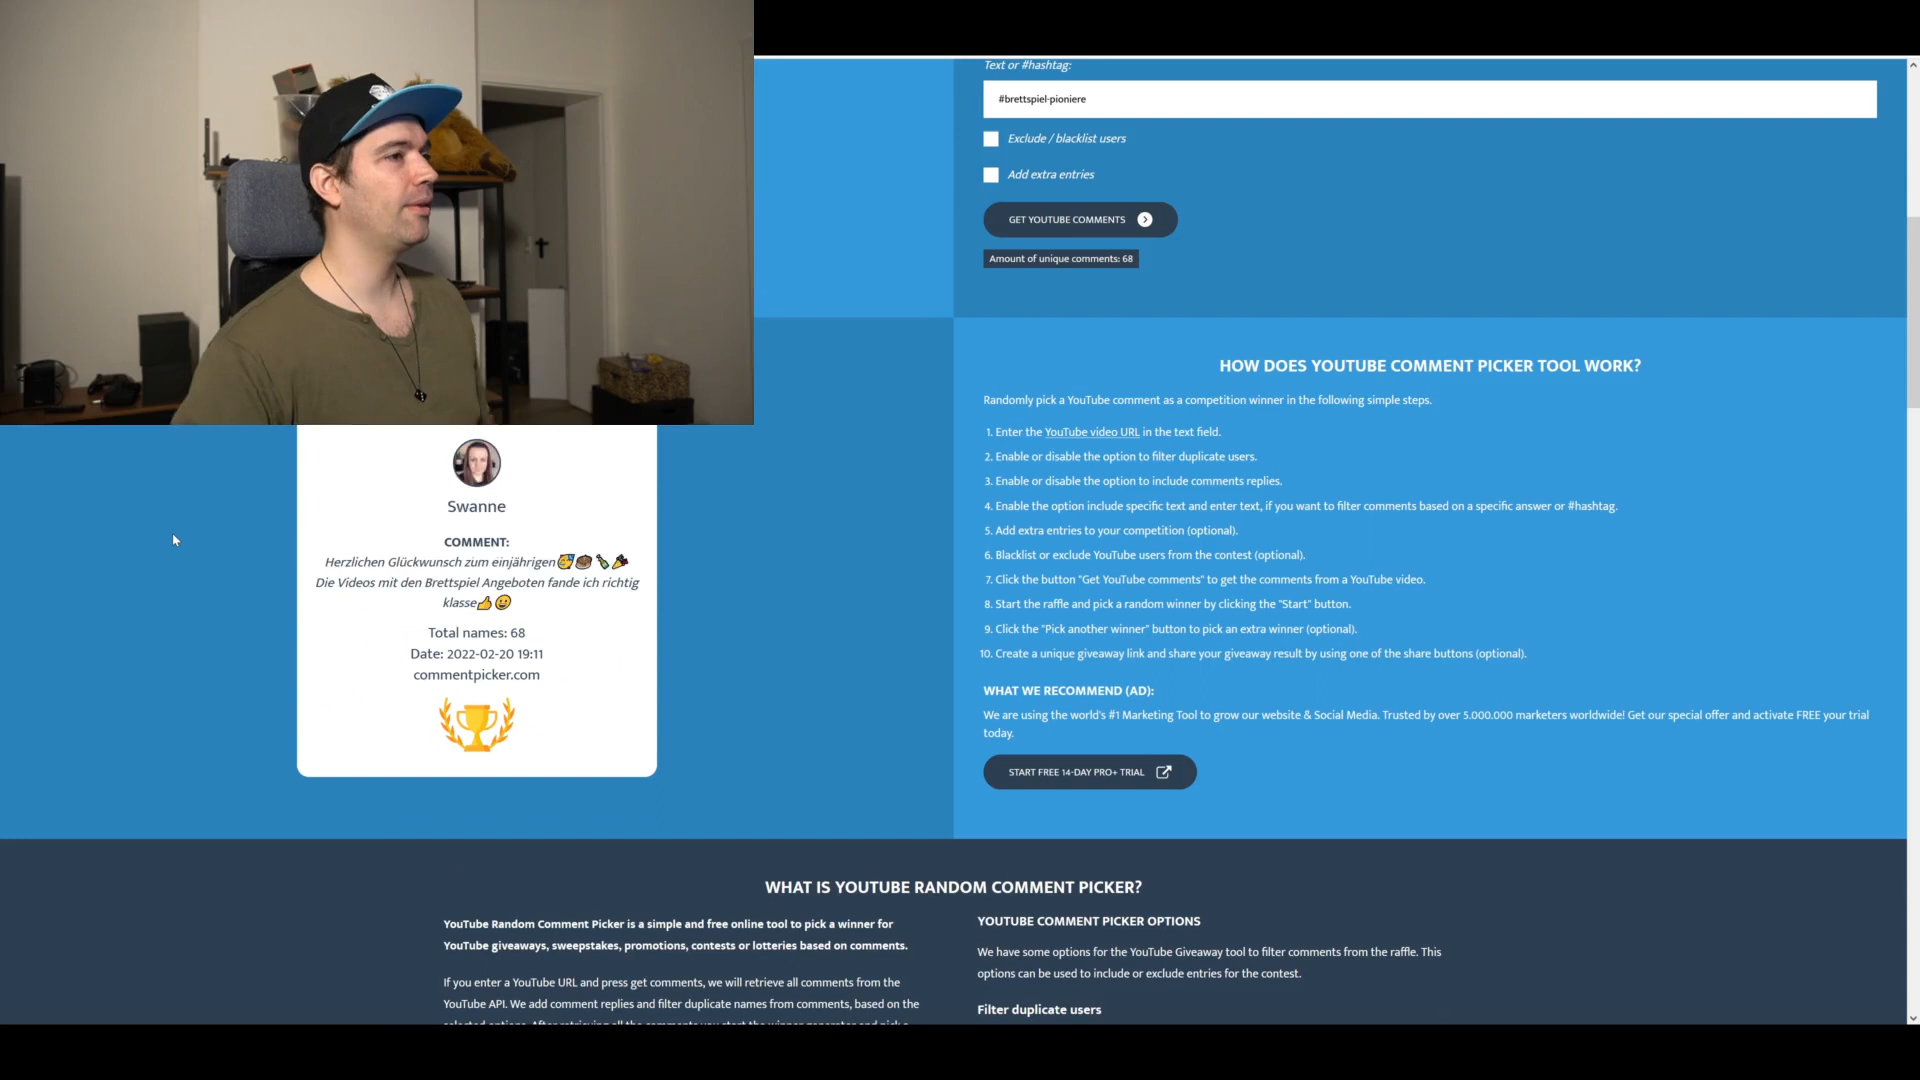 Text or #hashtag:
#brettspiel-pioniere
Exclude / blacklist users
Add extra entries
GET YOUTUBE COMMENTS
Amount of unique comments: 68
Swanne
COMMENT:
Herzlichen Glückwunsch zum einjährigen🥳🎂🍾🎉
Die Videos mit den Brettspiel Angeboten fande ich richtig
klasse👍😀
Total names: 68
Date: 2022-02-20 19:11
commentpicker.com
HOW DOES YOUTUBE COMMENT PICKER TOOL WORK?
Randomly pick a YouTube comment as a competition winner in the following simple steps.
1. Enter the YouTube video URL in the text field.
2. Enable or disable the option to filter duplicate users.
3. Enable or disable the option to include comments replies.
4. Enable the option include specific text and enter text, if you want to filter comments based on a specific answer or #hashtag.
5. Add extra entries to your competition (optional).
6. Blacklist or exclude YouTube users from the contest (optional).
7. Click the button "Get YouTube comments" to get the comments from a YouTube video.
8. Start the raffle and pick a random winner by clicking the "Start" button.
9. Click the "Pick another winner" button to pick an extra winner (optional).
10. Create a unique giveaway link and share your giveaway result by using one of the share buttons (optional).
WHAT WE RECOMMEND (AD):
We are using the world's #1 Marketing Tool to grow our website & Social Media. Trusted by over 5.000.000 marketers worldwide! Get our special offer and activate FREE your trial
today.
START FREE 14-DAY PRO+ TRIAL
WHAT IS YOUTUBE RANDOM COMMENT PICKER?
YouTube Random Comment Picker is a simple and free online tool to pick a winner for
YouTube giveaways, sweepstakes, promotions, contests or lotteries based on comments.
If you enter a YouTube URL and press get comments, we will retrieve all comments from the
YouTube API. We add comment replies and filter duplicate names from comments, based on the
YOUTUBE COMMENT PICKER OPTIONS
We have some options for the YouTube Giveaway tool to filter comments from the raffle. This
options can be used to include or exclude entries for the contest.
Filter duplicate users